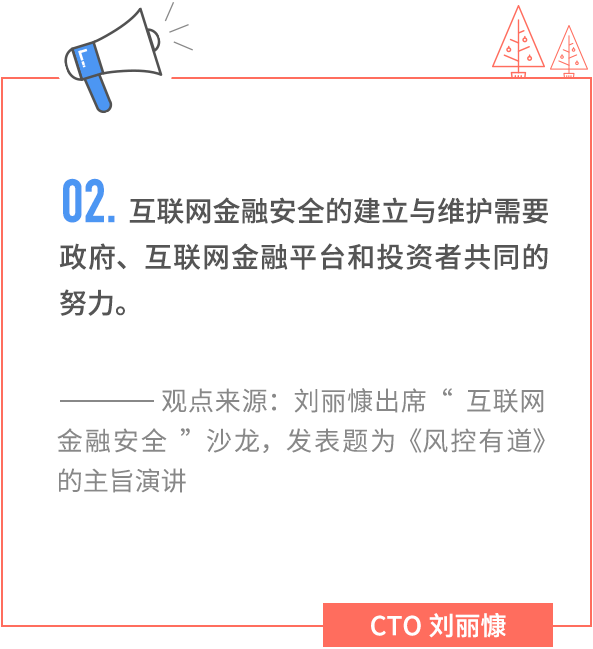 02. 互联网金融安全的建立与维护需要
政府、互联网金融平台和投资者共同的
努力。
———— 观点来源：刘丽慷出席“ 互联网
金融安全 ”沙龙，发表题为《风控有道》
的主旨演讲
CTO 刘丽慷